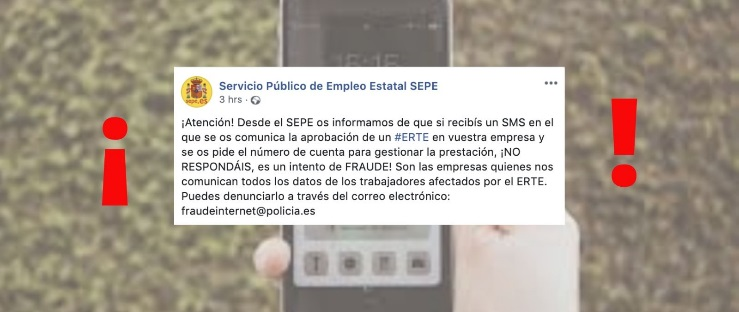 16:16
Servicio Público de Empleo Estatal SEPE
3 hrs ·
sepe.es
¡Atención! Desde el SEPE os informamos de que si recibís un SMS en el
que se os comunica la aprobación de un #ERTE en vuestra empresa y
se os pide el número de cuenta para gestionar la prestación, ¡NO
RESPONDÁIS, es un intento de FRAUDE! Son las empresas quienes nos
comunican todos los datos de los trabajadores afectados por el ERTE.
Puedes denunciarlo a través del correo electrónico:
fraudeinternet@policia.es
¡ !